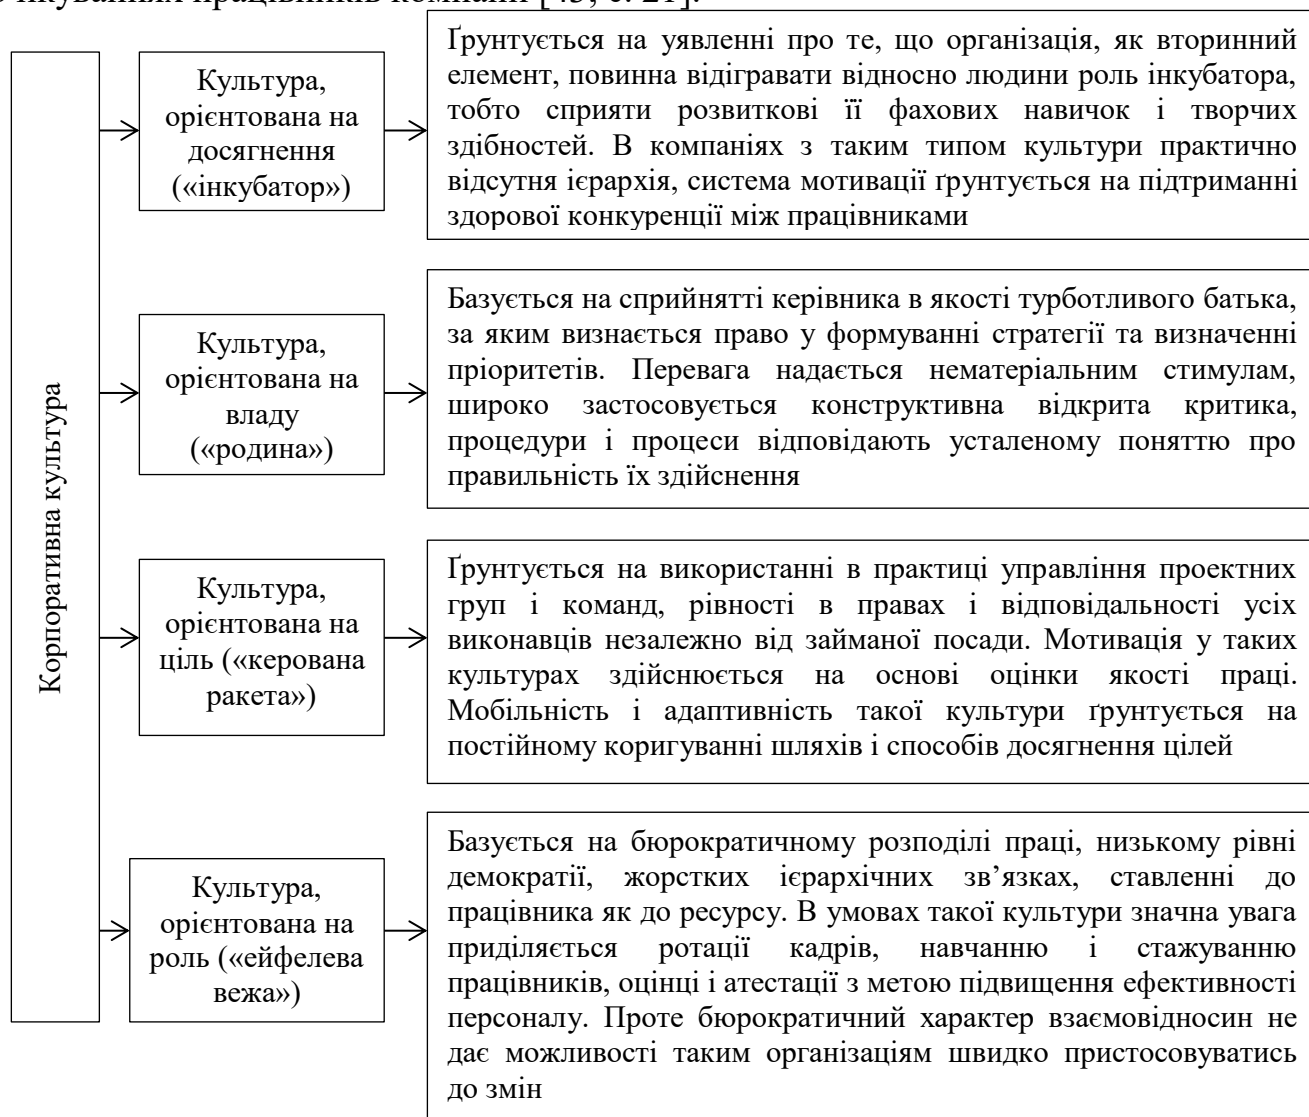 працівників компанії [45, с. 21].
Корпоративна культура
Культура,
орієнтована на
досягнення
(«інкубатор»)
Ґрунтується на уявленні про те, що організація, як вторинний
елемент, повинна відігравати відносно людини роль інкубатора,
тобто сприяти розвиткові її фахових навичок і творчих
здібностей. В компаніях з таким типом культури практично
відсутня ієрархія, система мотивації ґрунтується на підтриманні
здорової конкуренції між працівниками
Культура,
орієнтована на
владу
(«родина»)
Базується на сприйнятті керівника в якості турботливого батька,
за яким визнається право у формуванні стратегії та визначенні
пріоритетів. Перевага надається нематеріальним стимулам,
широко застосовується конструктивна відкрита критика,
процедури і процеси відповідають усталеному поняттю про
правильність їх здійснення
Культура,
орієнтована на
ціль («керована
ракета»)
Ґрунтується на використанні в практиці управління проектних
груп і команд, рівності в правах і відповідальності усіх
виконавців незалежно від займаної посади. Мотивація у таких
культурах здійснюється на основі оцінки якості праці.
Мобільність і адаптивність такої культури ґрунтується на
постійному коригуванні шляхів і способів досягнення цілей
Культура,
орієнтована на
роль («ейфелева
вежа»)
Базується на бюрократичному розподілі праці, низькому рівні
демократії, жорстких ієрархічних зв’язках, ставленні до
працівника як до ресурсу. В умовах такої культури значна увага
приділяється ротації кадрів, навчанню і стажуванню
працівників, оцінці і атестації з метою підвищення ефективності
персоналу. Проте бюрократичний характер взаємовідносин не
дає можливості таким організаціям швидко пристосовуватись
до змін